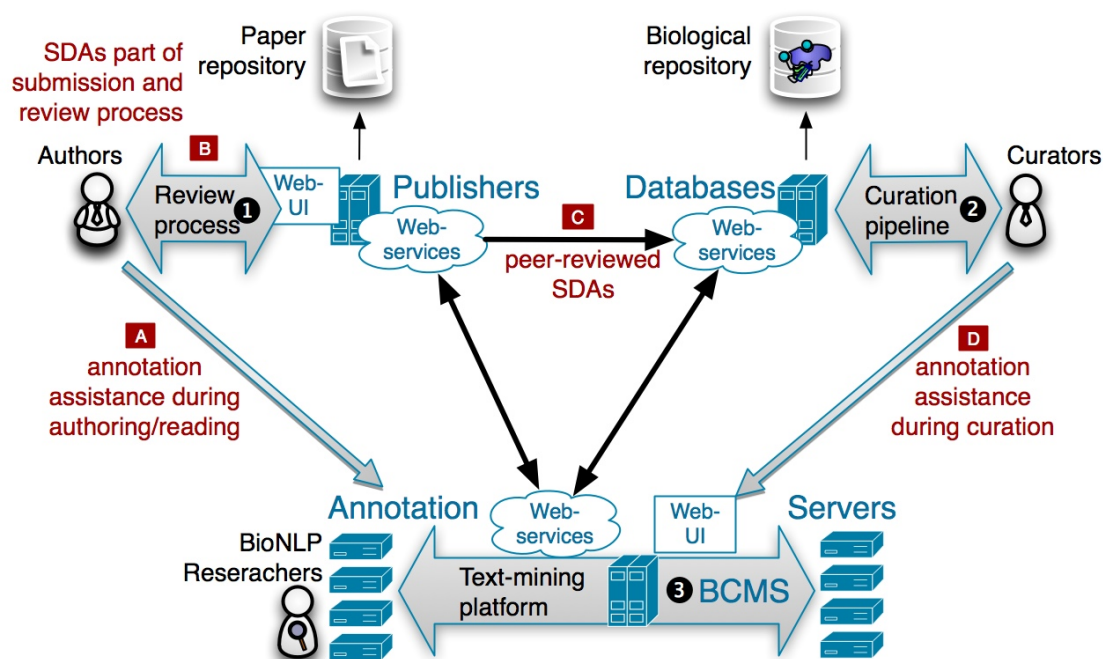 SDAs part of
submission and
review process
Paper
repository
Biological
repository
B
Authors
Curators
Review
process
1
Web-
UI
Publishers
Web-
services
C
peer-reviewed
SDAs
Databases
Web-
services
Curation
pipeline
2
A
annotation
assistance during
authoring/reading
D
annotation
assistance
during curation
Annotation
Web-
services
Web-
UI
Servers
BioNLP
Reserachers
Text-mining
platform
3
BCMS